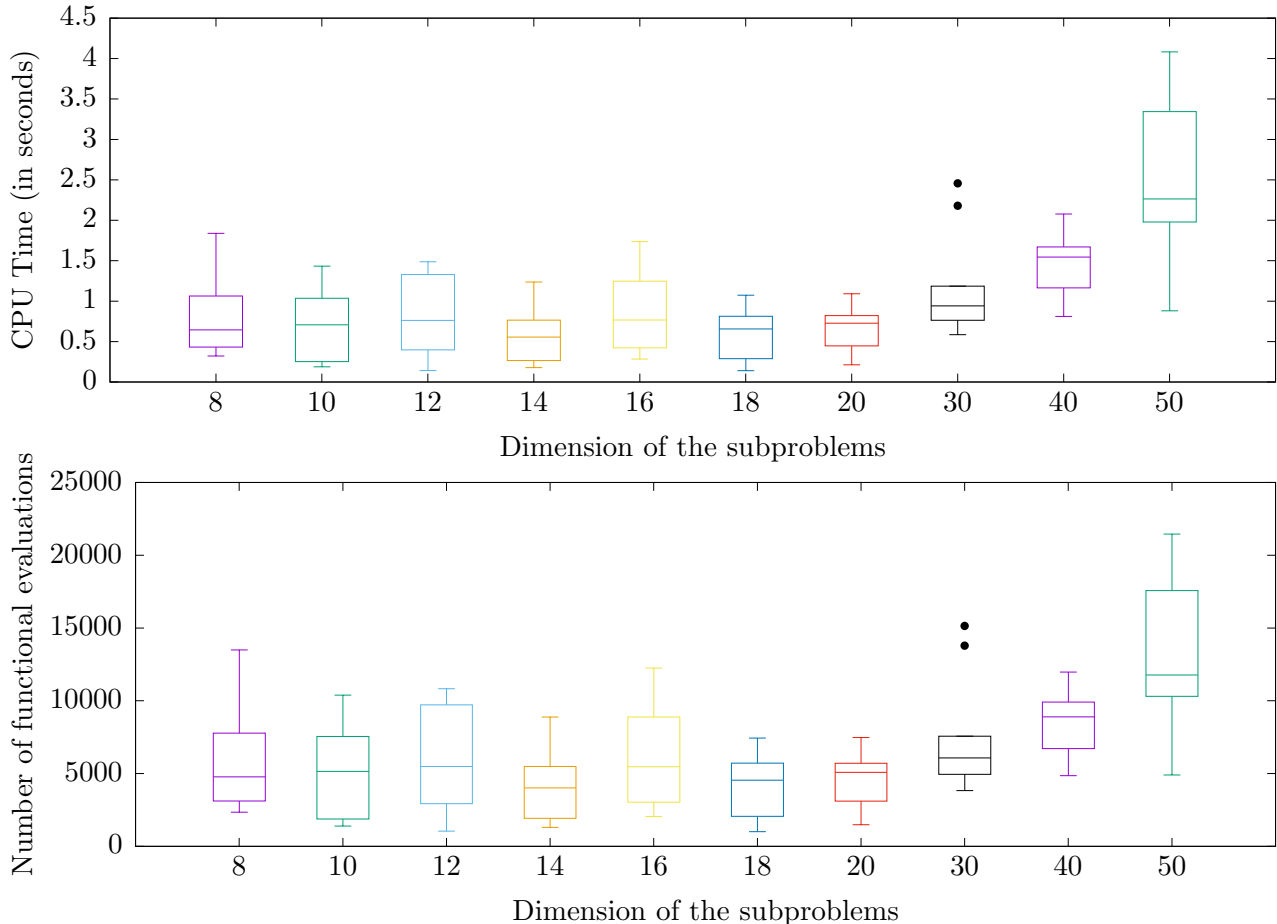 4.5
4
3.5
3
2.5
2
1.5
1
0.5
0
CPU Time (in seconds)
8 10 12 14 16 18 20 30 40 50
Dimension of the subproblems
25000
20000
15000
10000
5000
0
Number of functional evaluations
8 10 12 14 16 18 20 30 40 50
Dimension of the subproblems